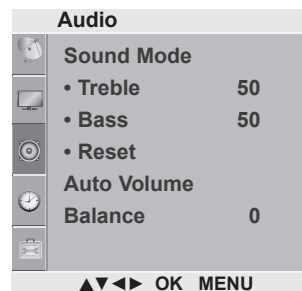 Audio
Sound Mode
• Treble 50
• Bass 50
• Reset
Auto Volume
Balance 0
▲▼◄► OK MENU